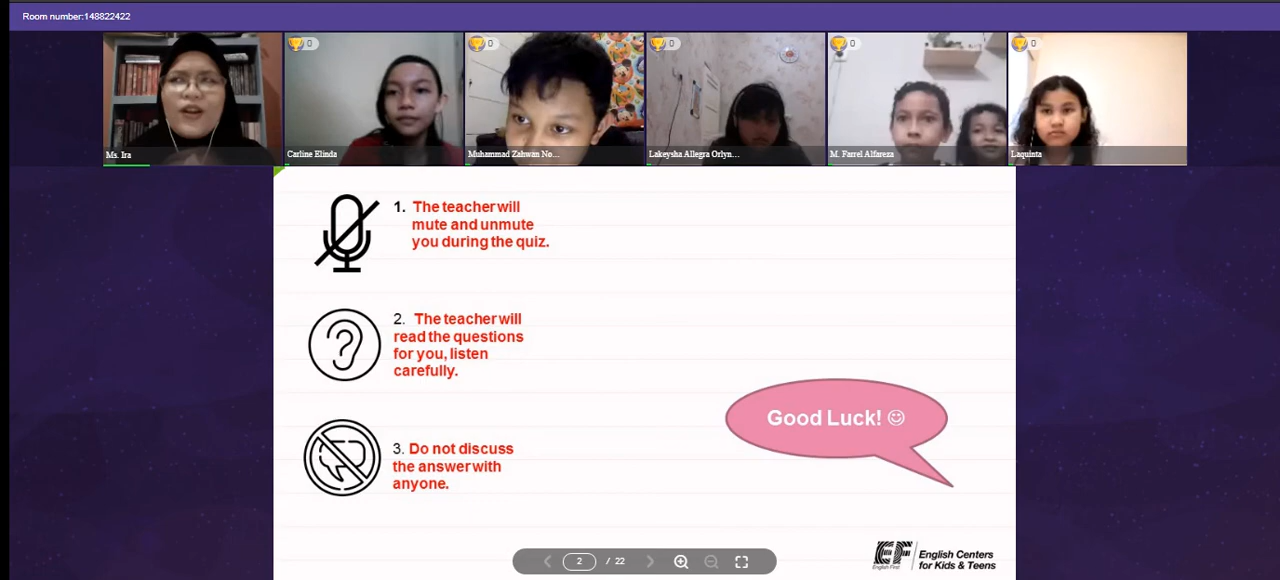 Room number:148822422
0
0
0
0
0
Ms. Ira
Carline Elinda
Muhammad Zahwan No...
Lakeysha Allegra Orlyn...
M. Farrel Alfareza
Laquinta
1. The teacher will
mute and unmute
you during the quiz.
2. The teacher will
read the questions
for you, listen
carefully.
3. Do not discuss
the answer with
anyone.
Good Luck! ☺
EF
English First
English Centers
for Kids & Teens
2 / 22